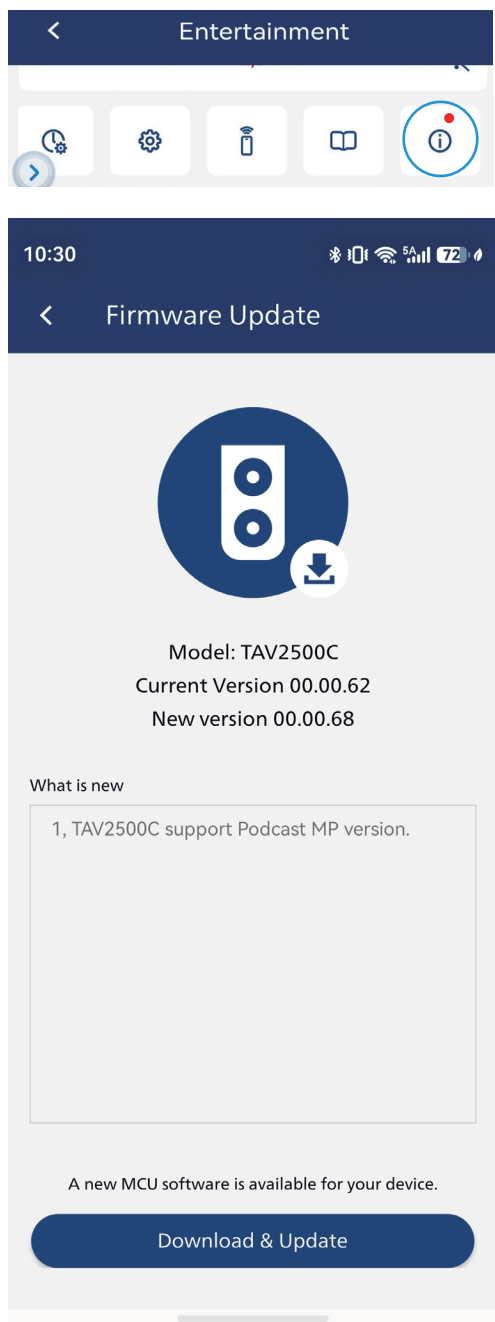 Entertainment
10:30
5A
72
Firmware Update
Model: TAV2500C
Current Version 00.00.62
New version 00.00.68
What is new
1, TAV2500C support Podcast MP version.
A new MCU software is available for your device.
Download & Update